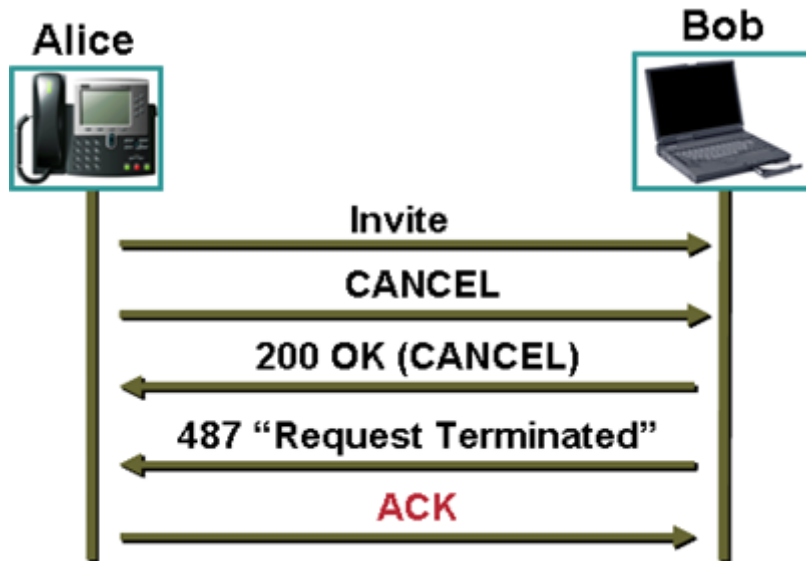 Alice
Bob
Invite
CANCEL
200 OK (CANCEL)
487 “Request Terminated”
ACK